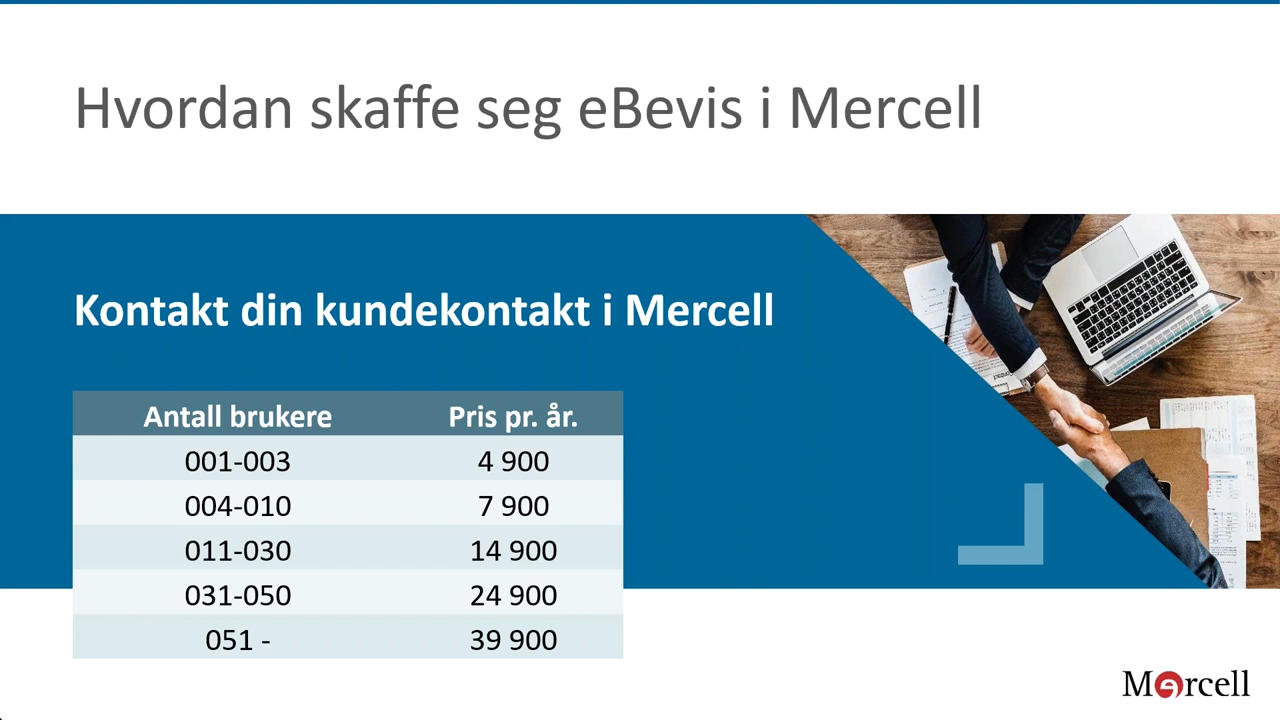 Hvordan skaffe seg eBevis i Mercell
Kontakt din kundekontakt i Mercell
Antall brukere Pris pr. år.
001-003 4 900
004-010 7 900
011-030 14 900
031-050 24 900
051 - 39 900
Mercell